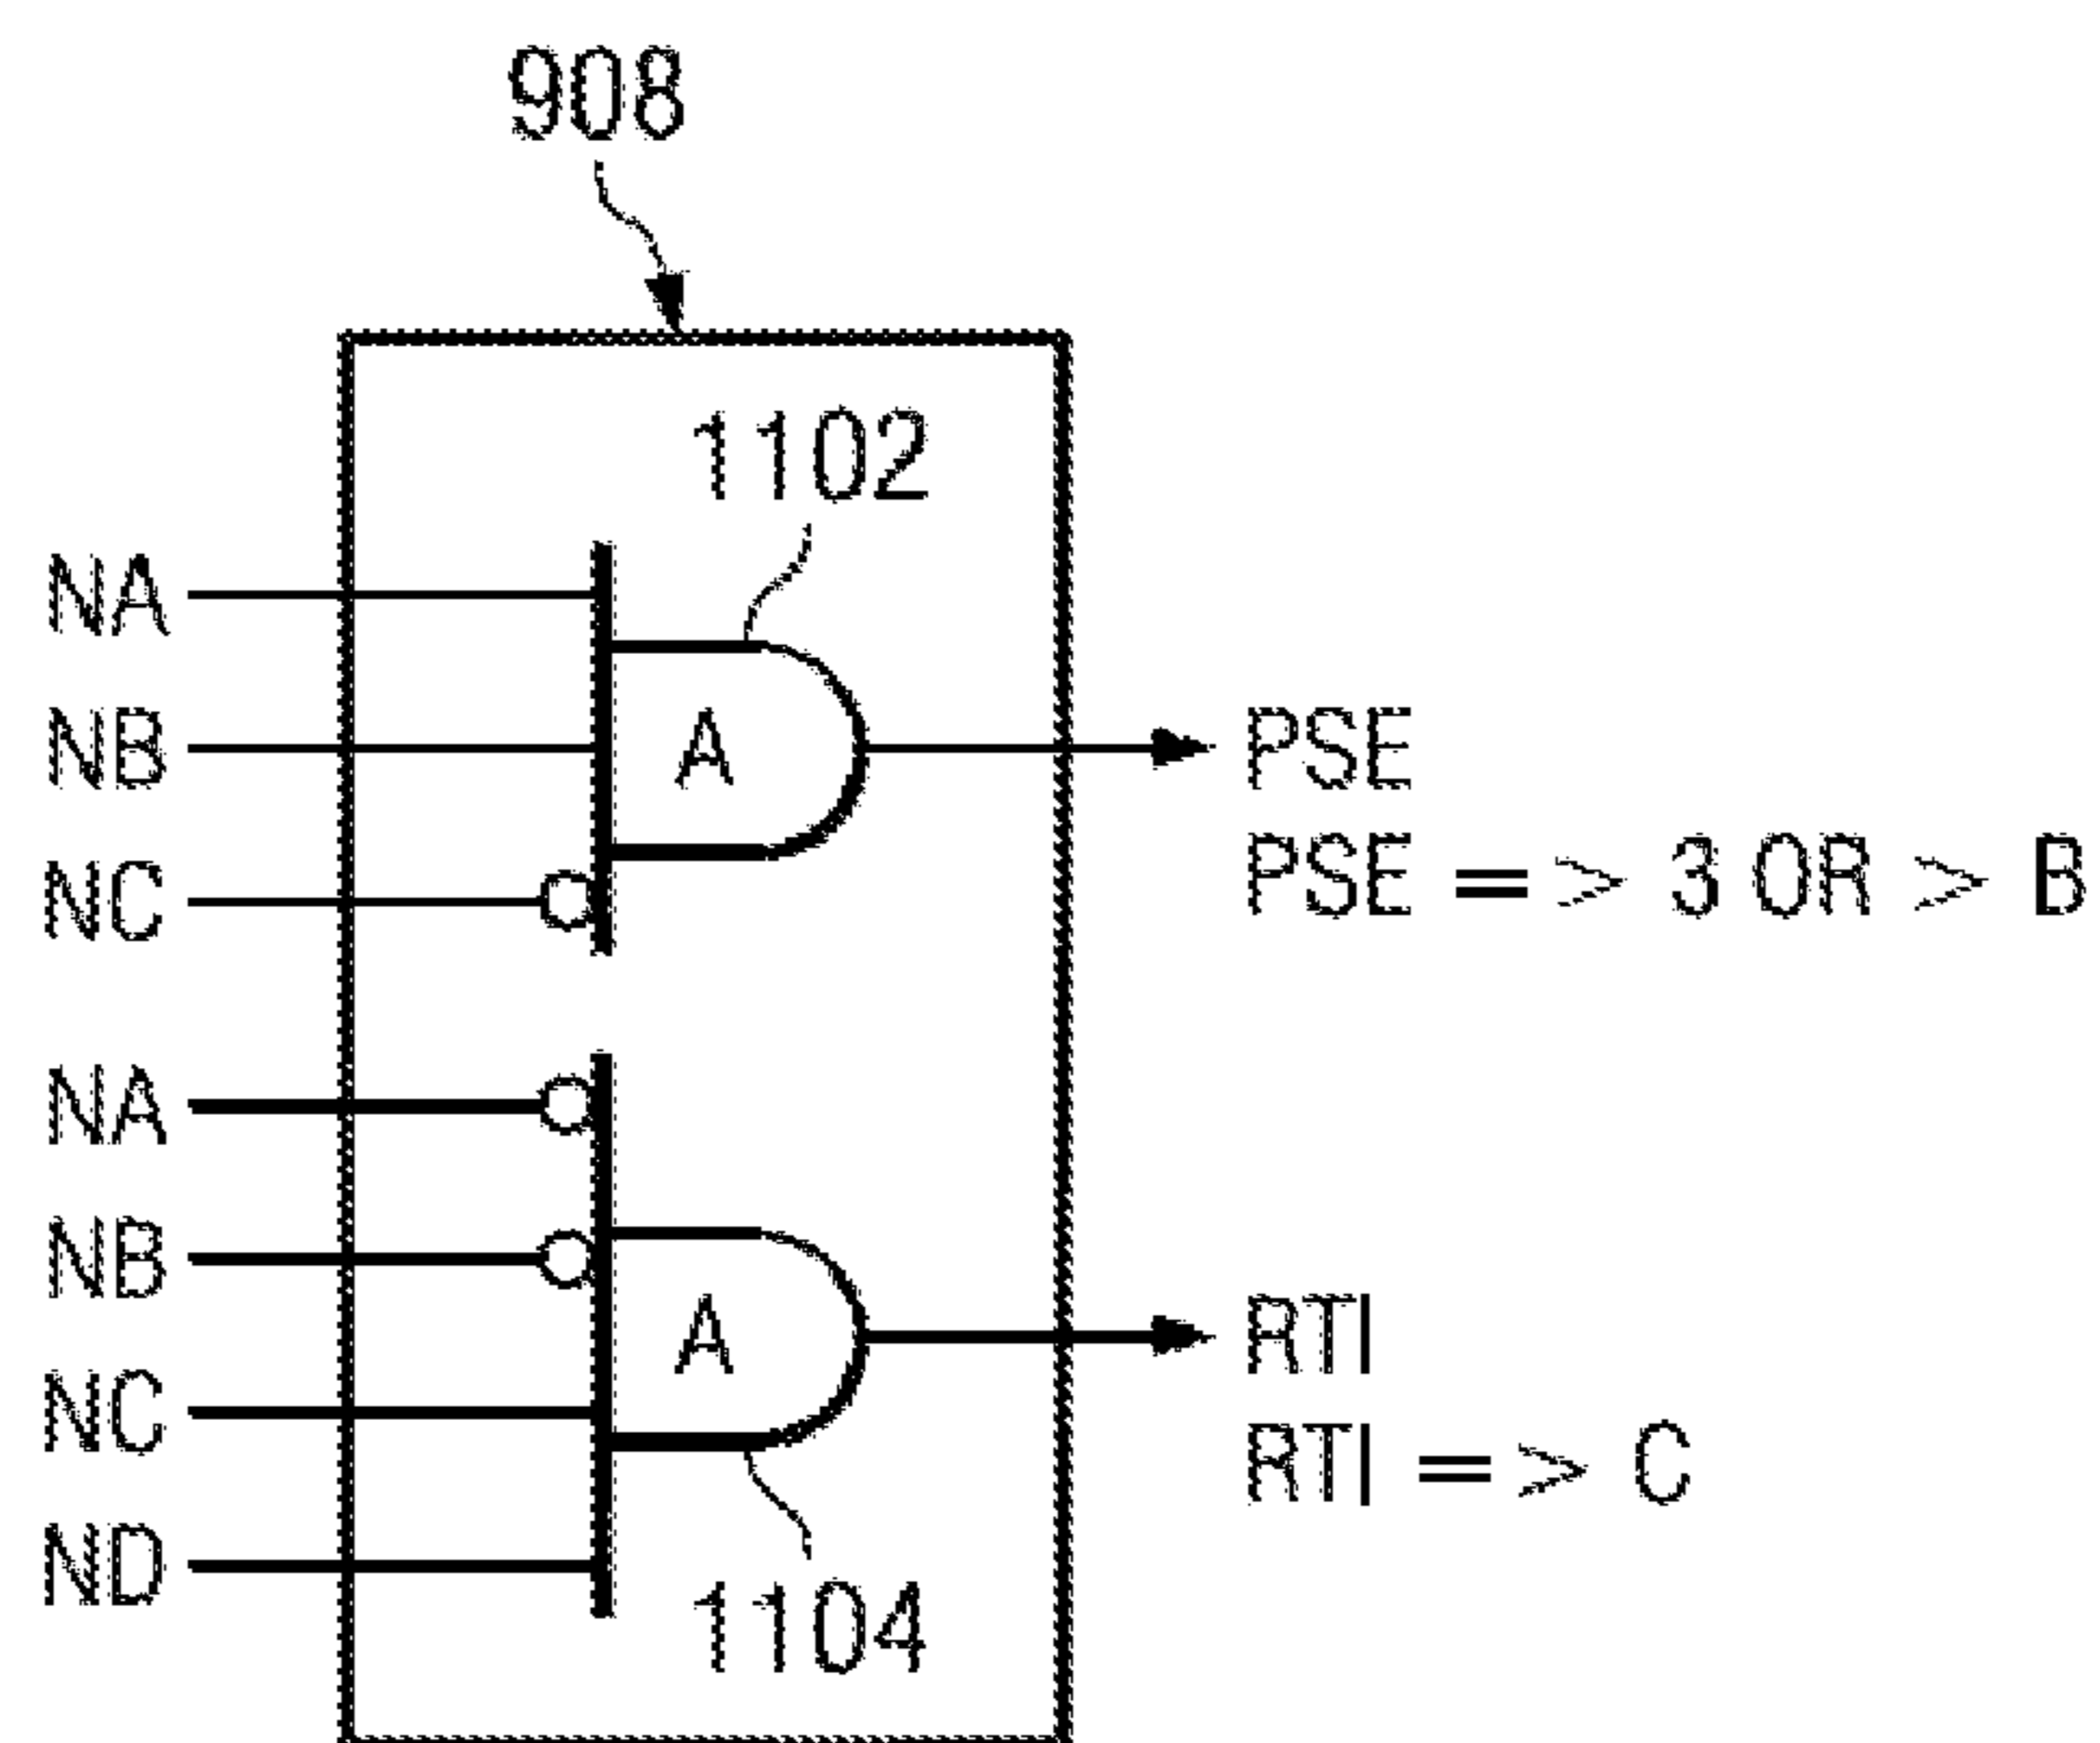 908
1102
NA
NB
A
PSE
NC
PSE => 3 OR > B
NA
NB
A
RTI
NC
RTI => C
ND
1104